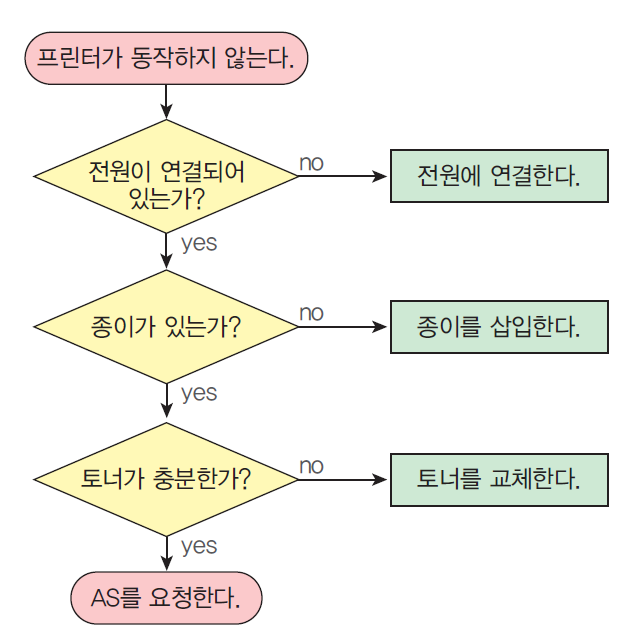 프린터가 동작하지 않는다.
전원이 연결되어
있는가?
no
전원에 연결한다.
yes
종이가 있는가?
no
종이를 삽입한다.
yes
토너가 충분한가?
no
토너를 교체한다.
yes
AS를 요청한다.